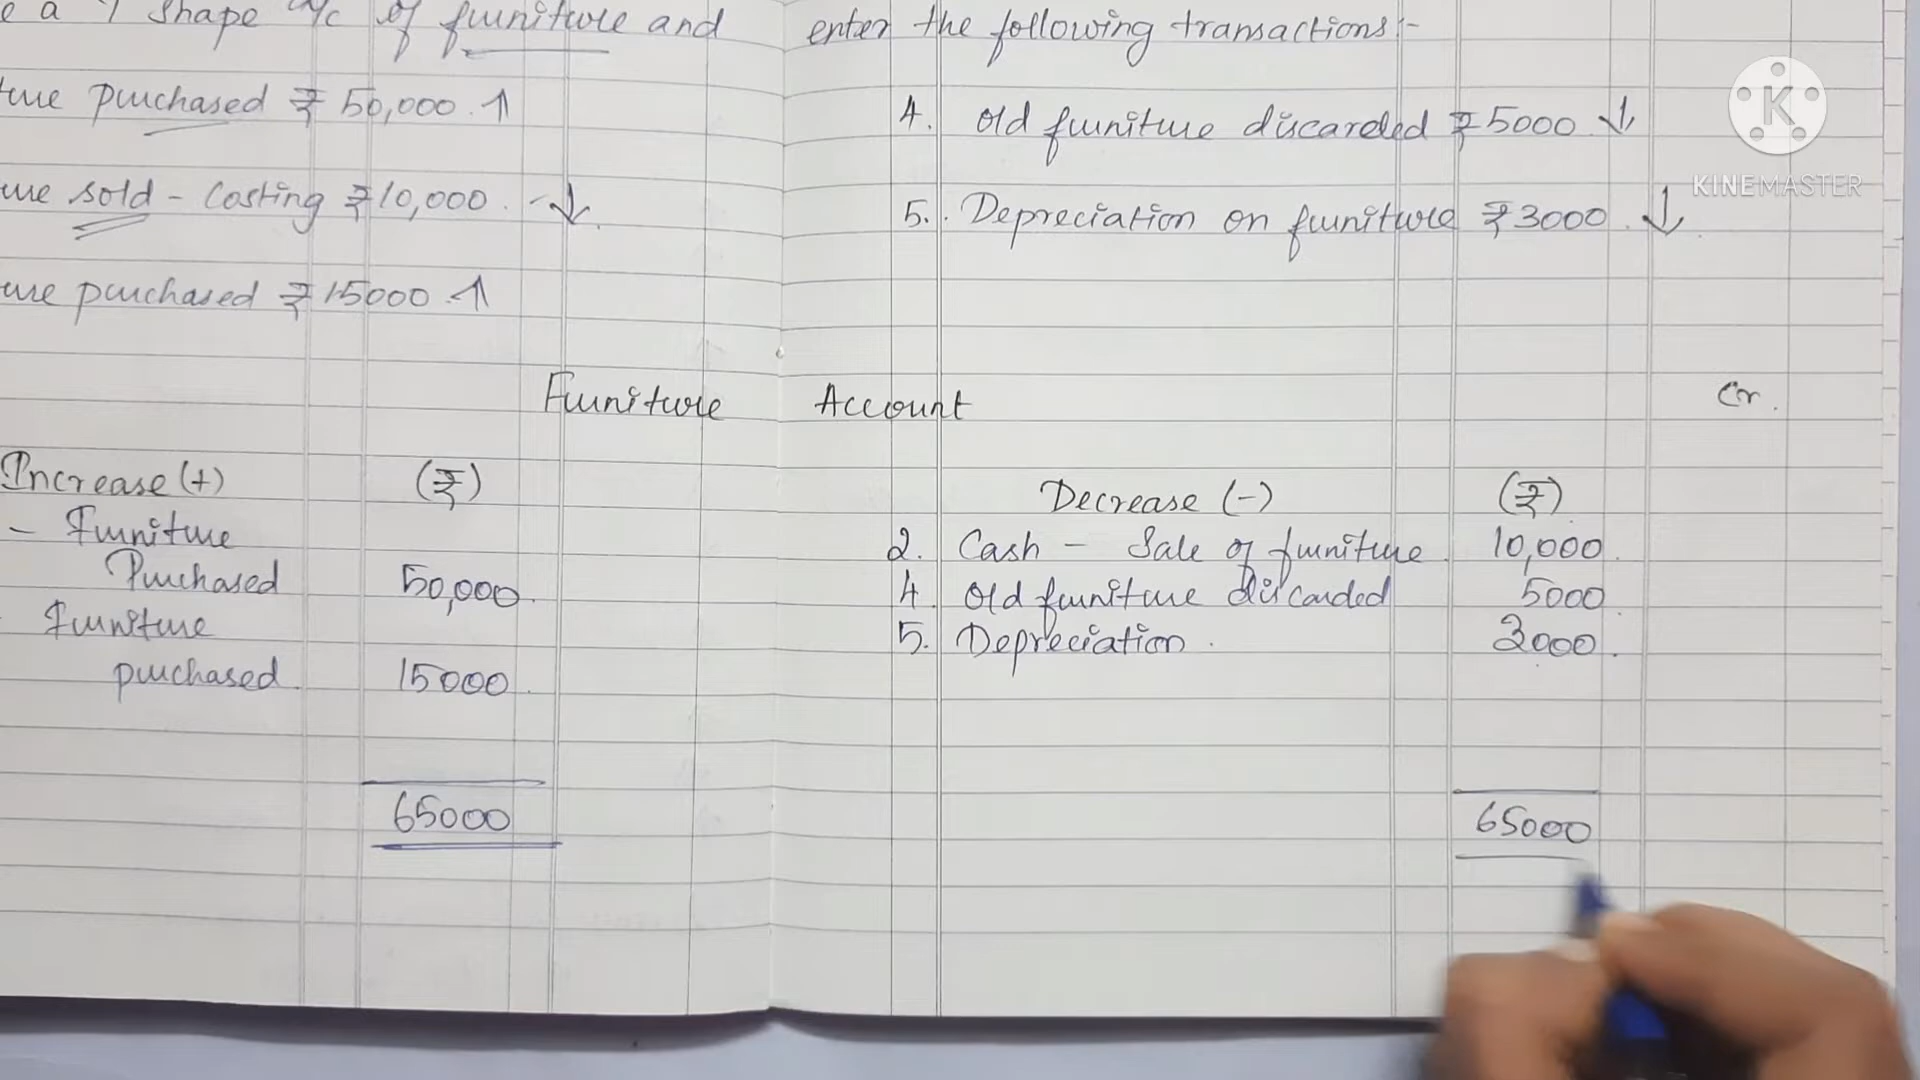 e a T shape A/c of furniture and enter the following transactions :-
ture purchased ₹ 50,000. ↑
ure sold - Costing ₹ 10,000. - ↓
ure purchased ₹ 15000. ↑
4. Old furniture discarded ₹ 5000 ↓
5. Depreciation on furniture ₹ 3000. ↓
K
KINEMASTER
Furniture Account Cr.
Increase (+) (₹)
- Furniture
Purchased 50,000.
- Furniture
purchased. 15000.
65000
Decrease (-) (₹)
2. Cash - Sale of furniture 10,000.
4. Old furniture discarded 5000
5. Depreciation. 3000.
65000